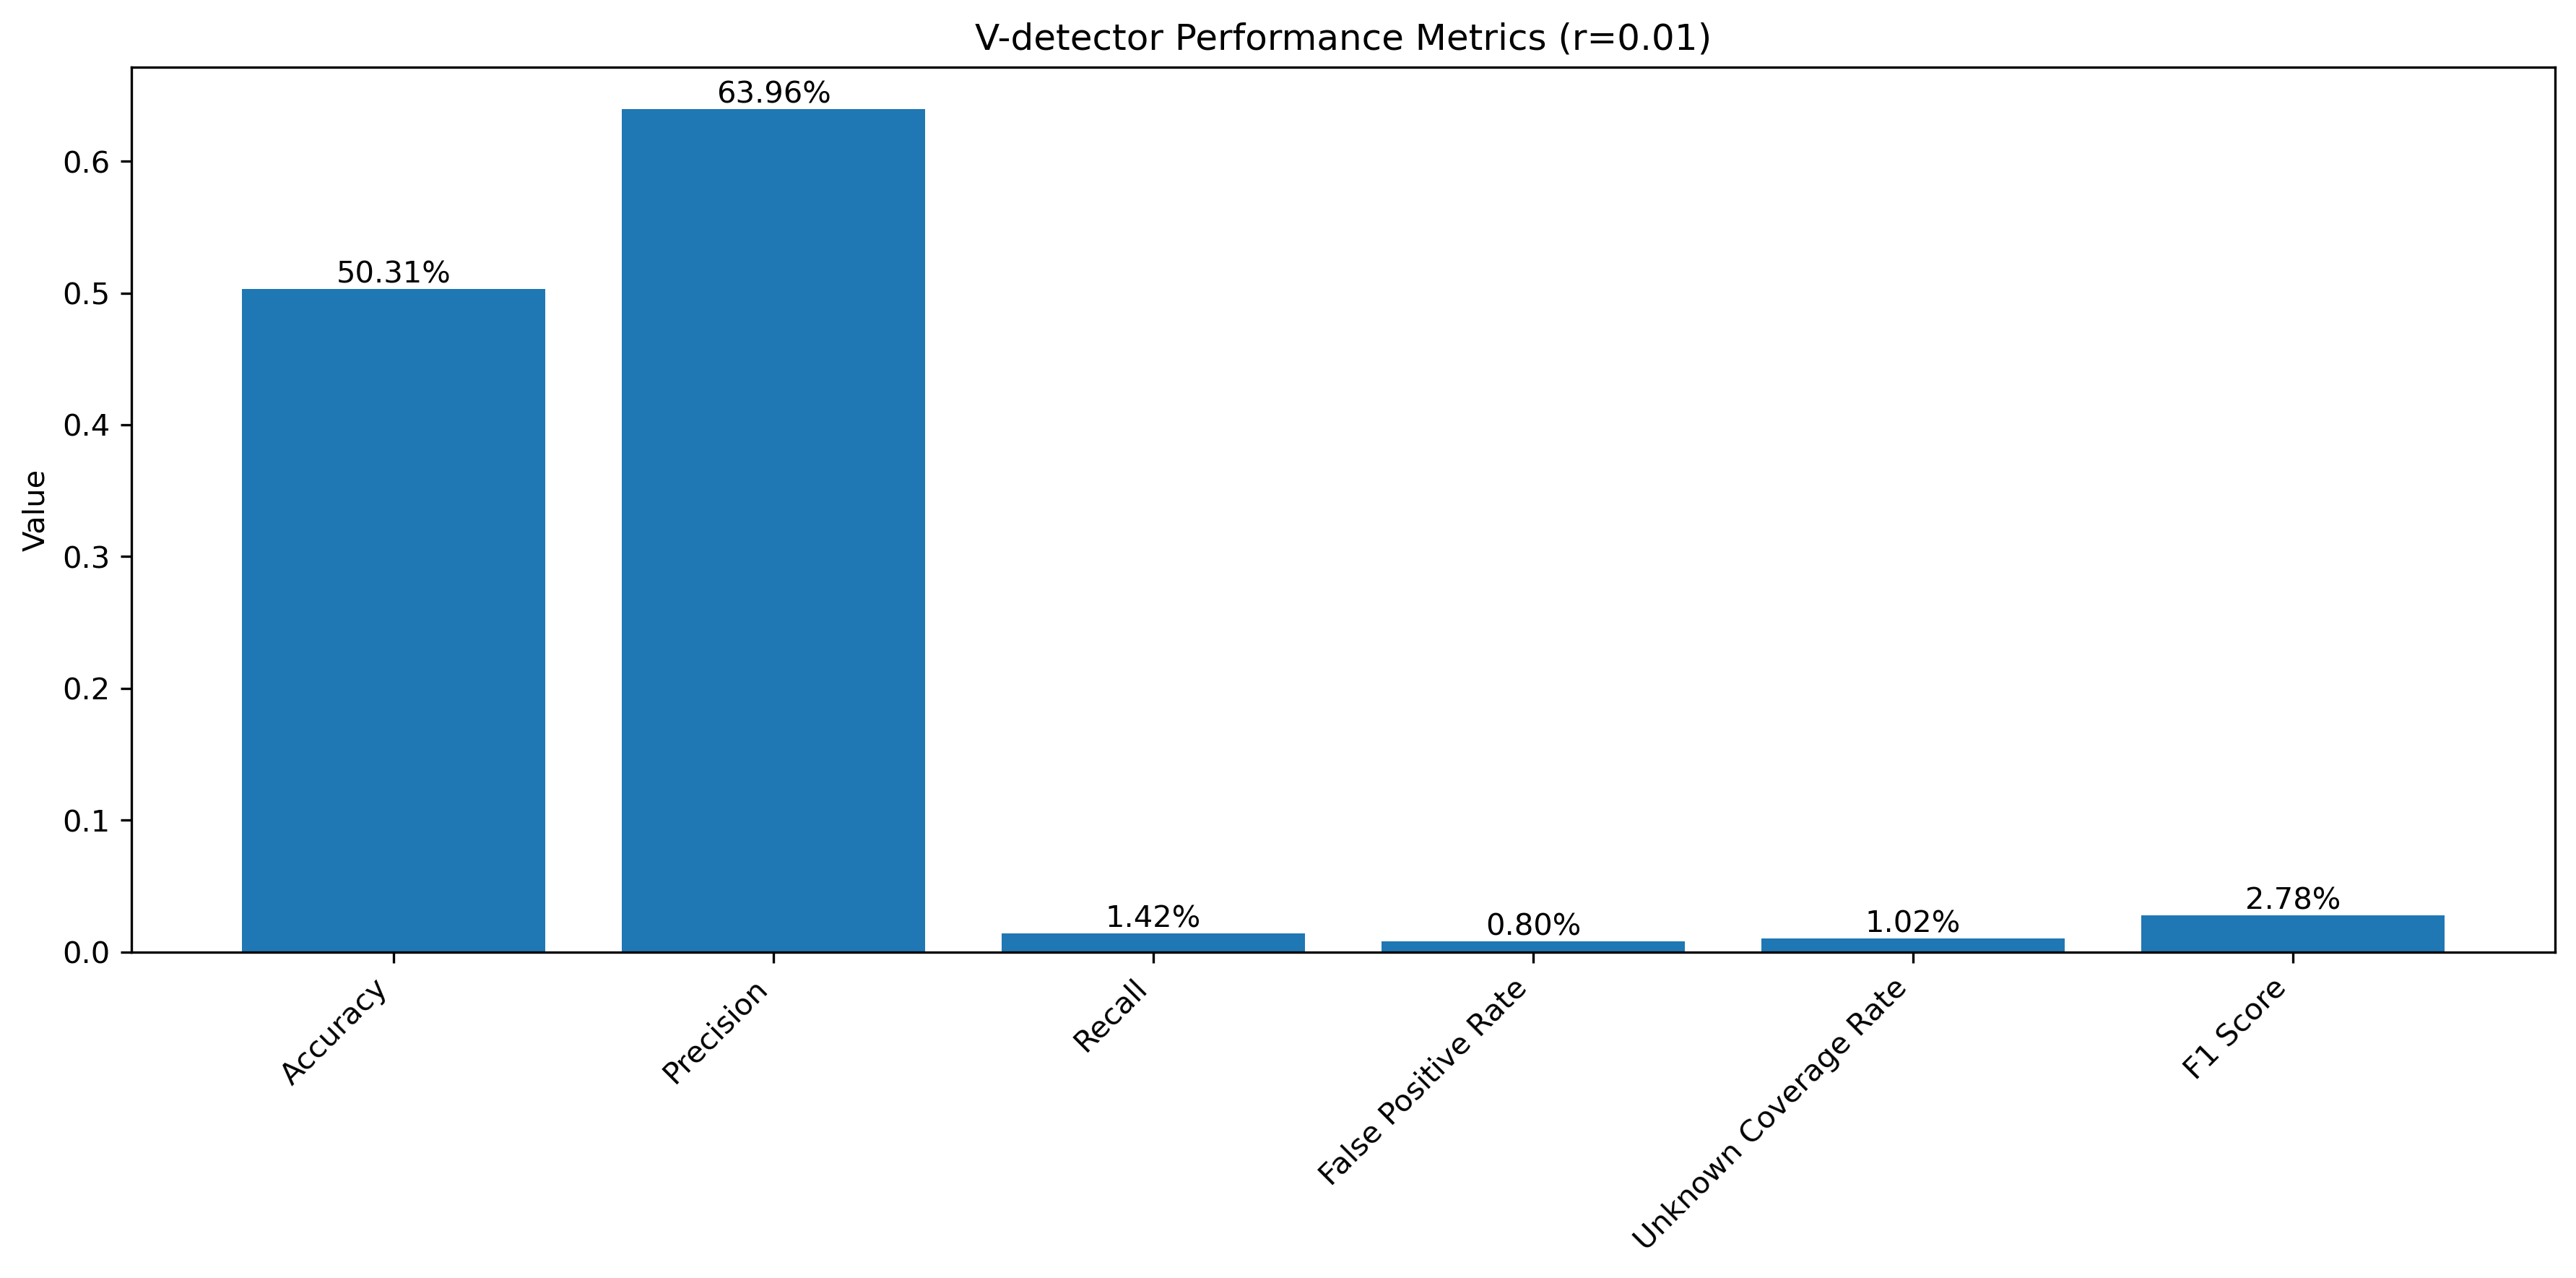 V-detector Performance Metrics (r=0.01)
63.96%
50.31%
1.42%
0.80%
1.02%
2.78%
0.6
0.5
0.4
0.3
0.2
0.1
0.0
Value
Accuracy
Precision
Recall
False Positive Rate
Unknown Coverage Rate
F1 Score